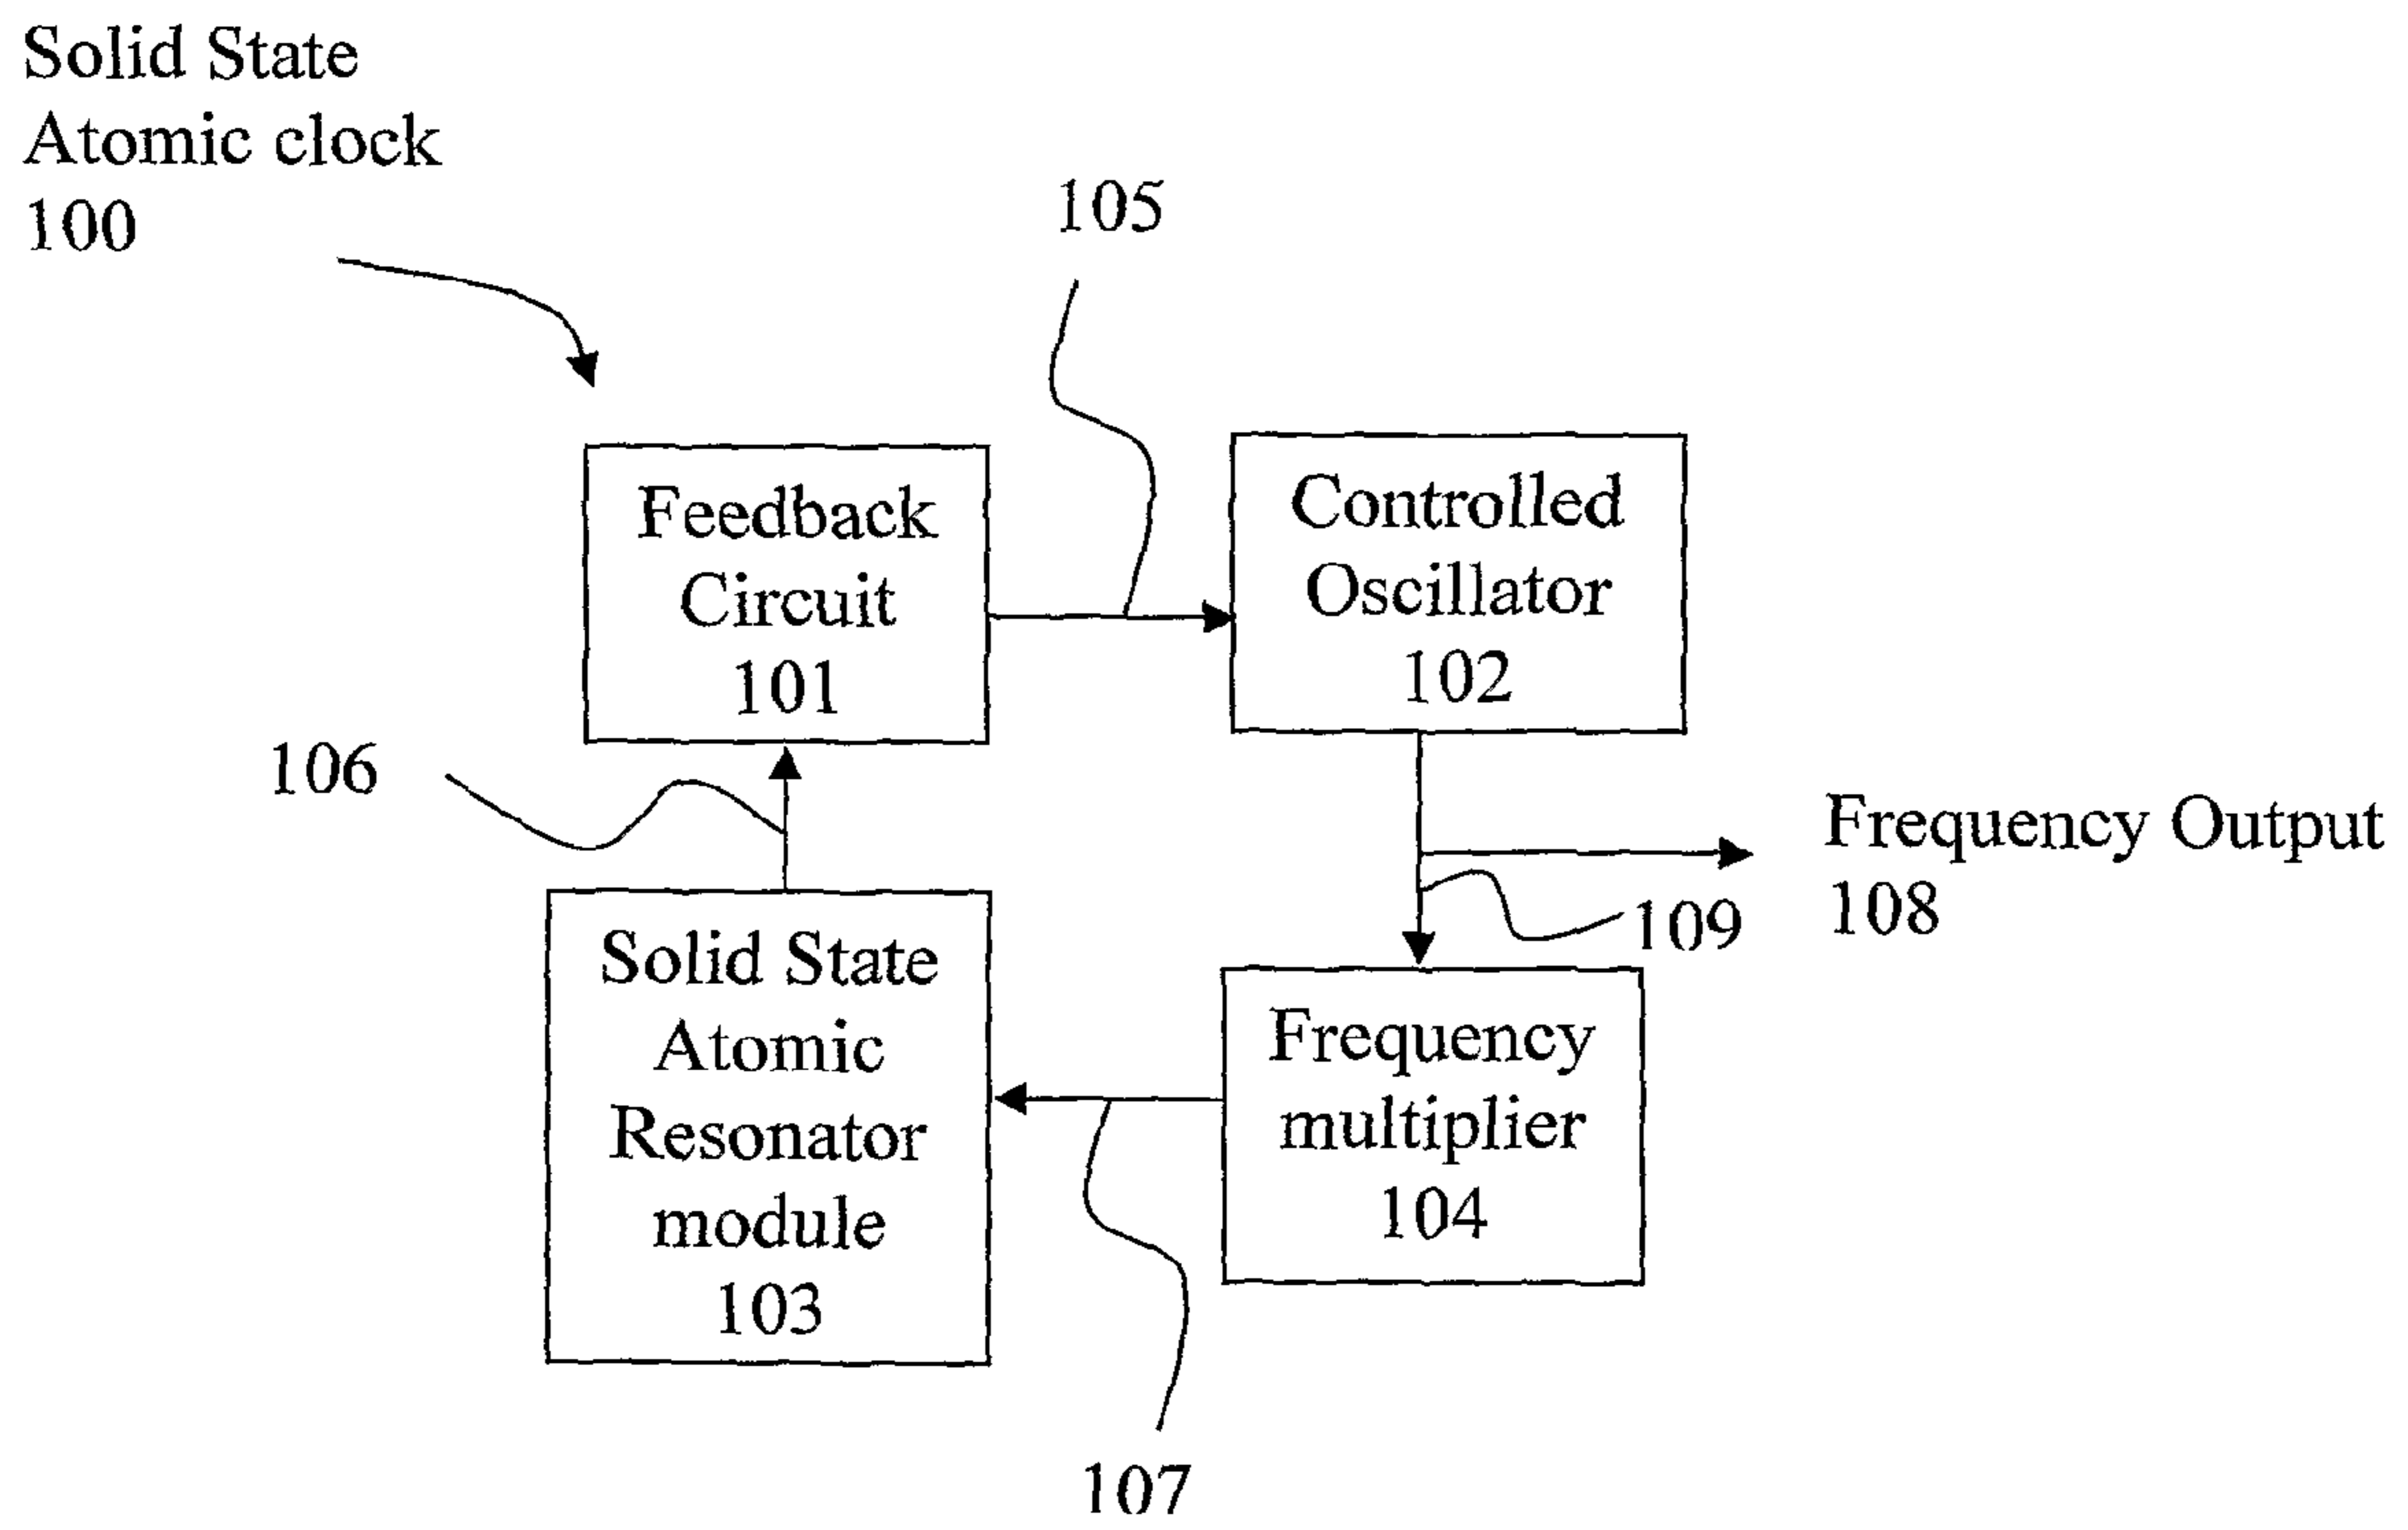 Solid State
Atomic clock
100
105
Feedback
Circuit
101
Controlled
Oscillator
102
106
Frequency Output
108
109
Solid State
Atomic
Resonator
module
103
Frequency
multiplier
104
107